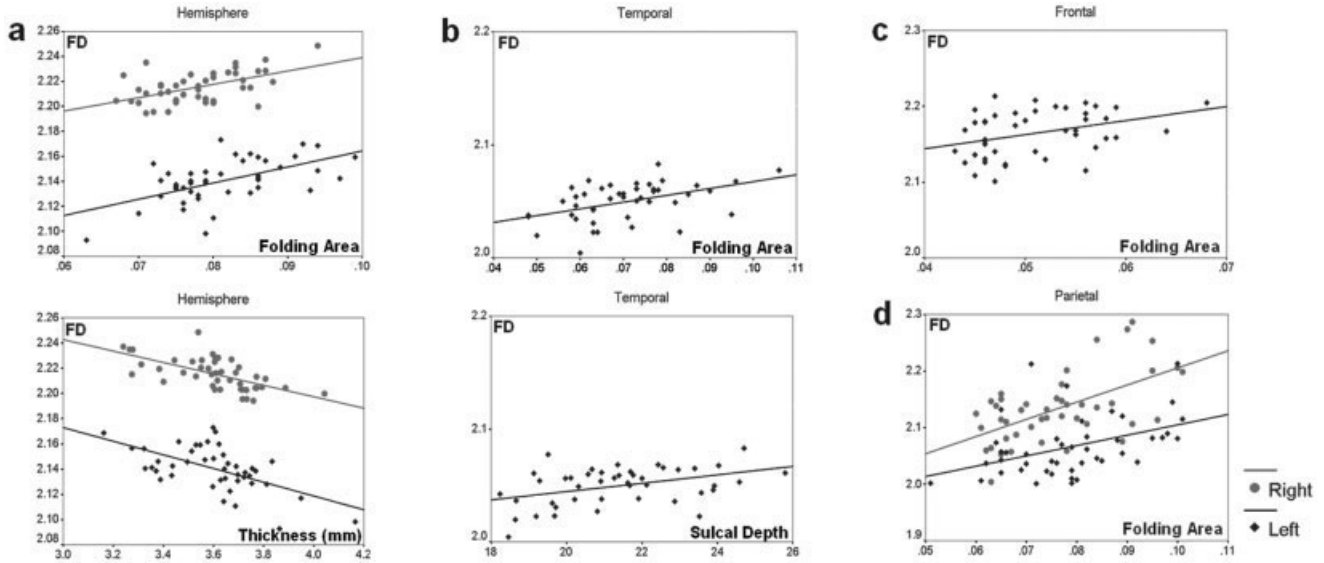 a
Hemisphere
FD
2.26
2.24
2.22
2.20
2.18
2.16
2.14
2.12
2.10
2.08
Folding Area
.06 .07 .08 .09 .10
b
Temporal
FD
2.2
2.1
2.0
Folding Area
.04 .05 .06 .07 .08 .09 .10 .11
c
Frontal
FD
2.3
2.2
2.1
2.0
Folding Area
.04 .05 .06 .07
Hemisphere
FD
2.26
2.24
2.22
2.20
2.18
2.16
2.14
2.12
2.10
2.08
Thickness (mm)
3.0 3.2 3.4 3.6 3.8 4.0 4.2
Temporal
FD
2.2
2.1
2.0
Sulcal Depth
18 20 22 24 26
d
Parietal
FD
2.3
2.2
2.1
2.0
1.9
Folding Area
.05 .06 .07 .08 .09 .10 .11
Right
Left